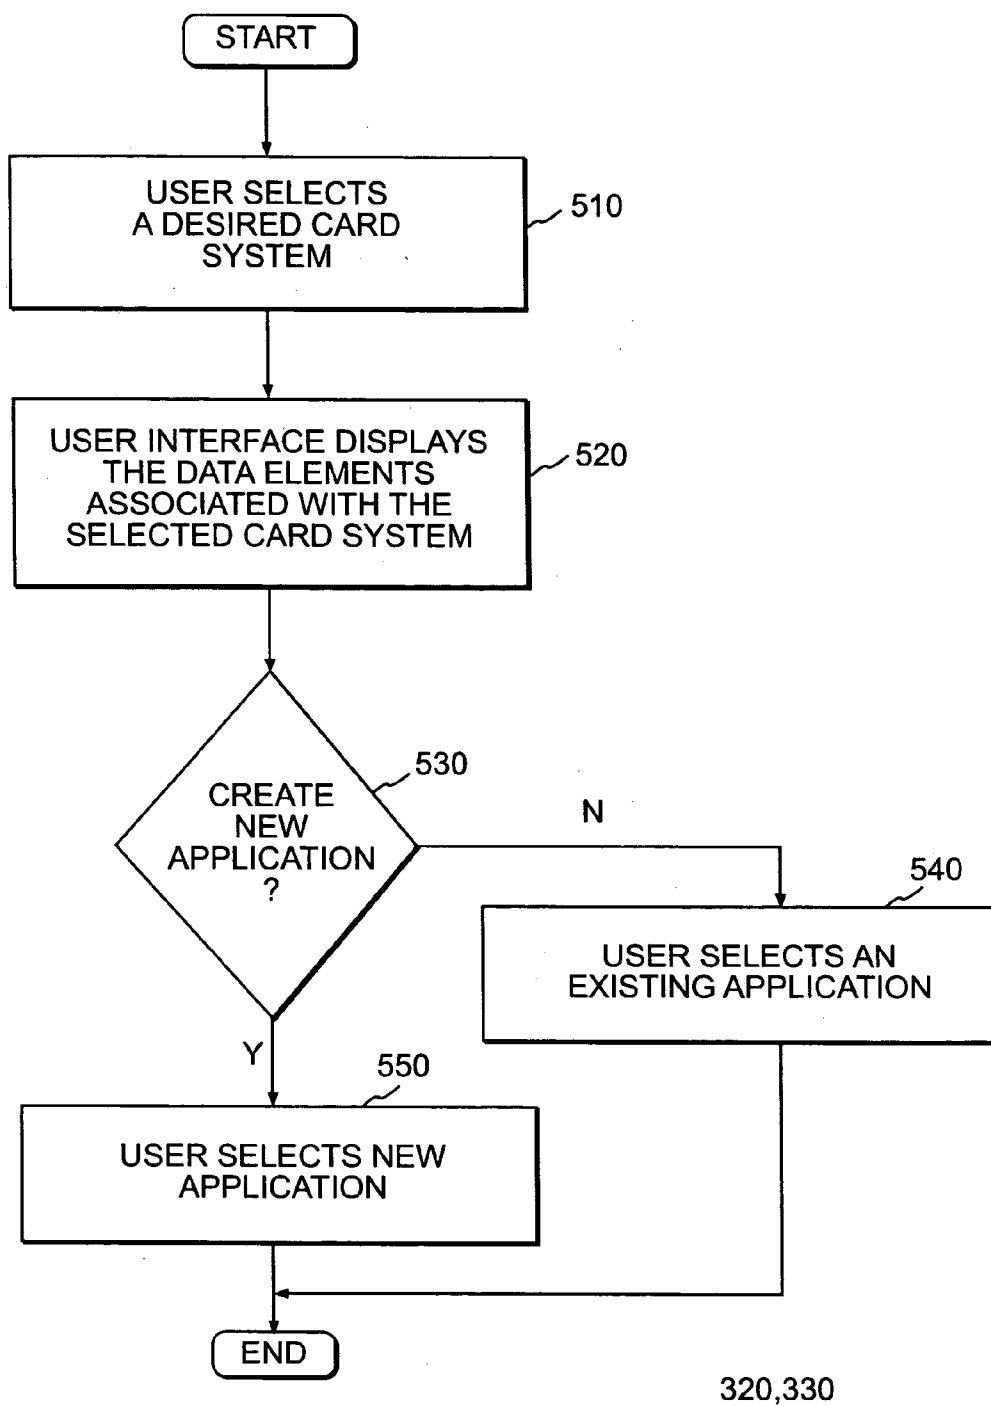 START
USER SELECTS
A DESIRED CARD
SYSTEM
510
USER INTERFACE DISPLAYS
THE DATA ELEMENTS
ASSOCIATED WITH THE
SELECTED CARD SYSTEM
520
530
CREATE
NEW
APPLICATION
?
N
540
USER SELECTS AN
EXISTING APPLICATION
Y
550
USER SELECTS NEW
APPLICATION
END
320,330